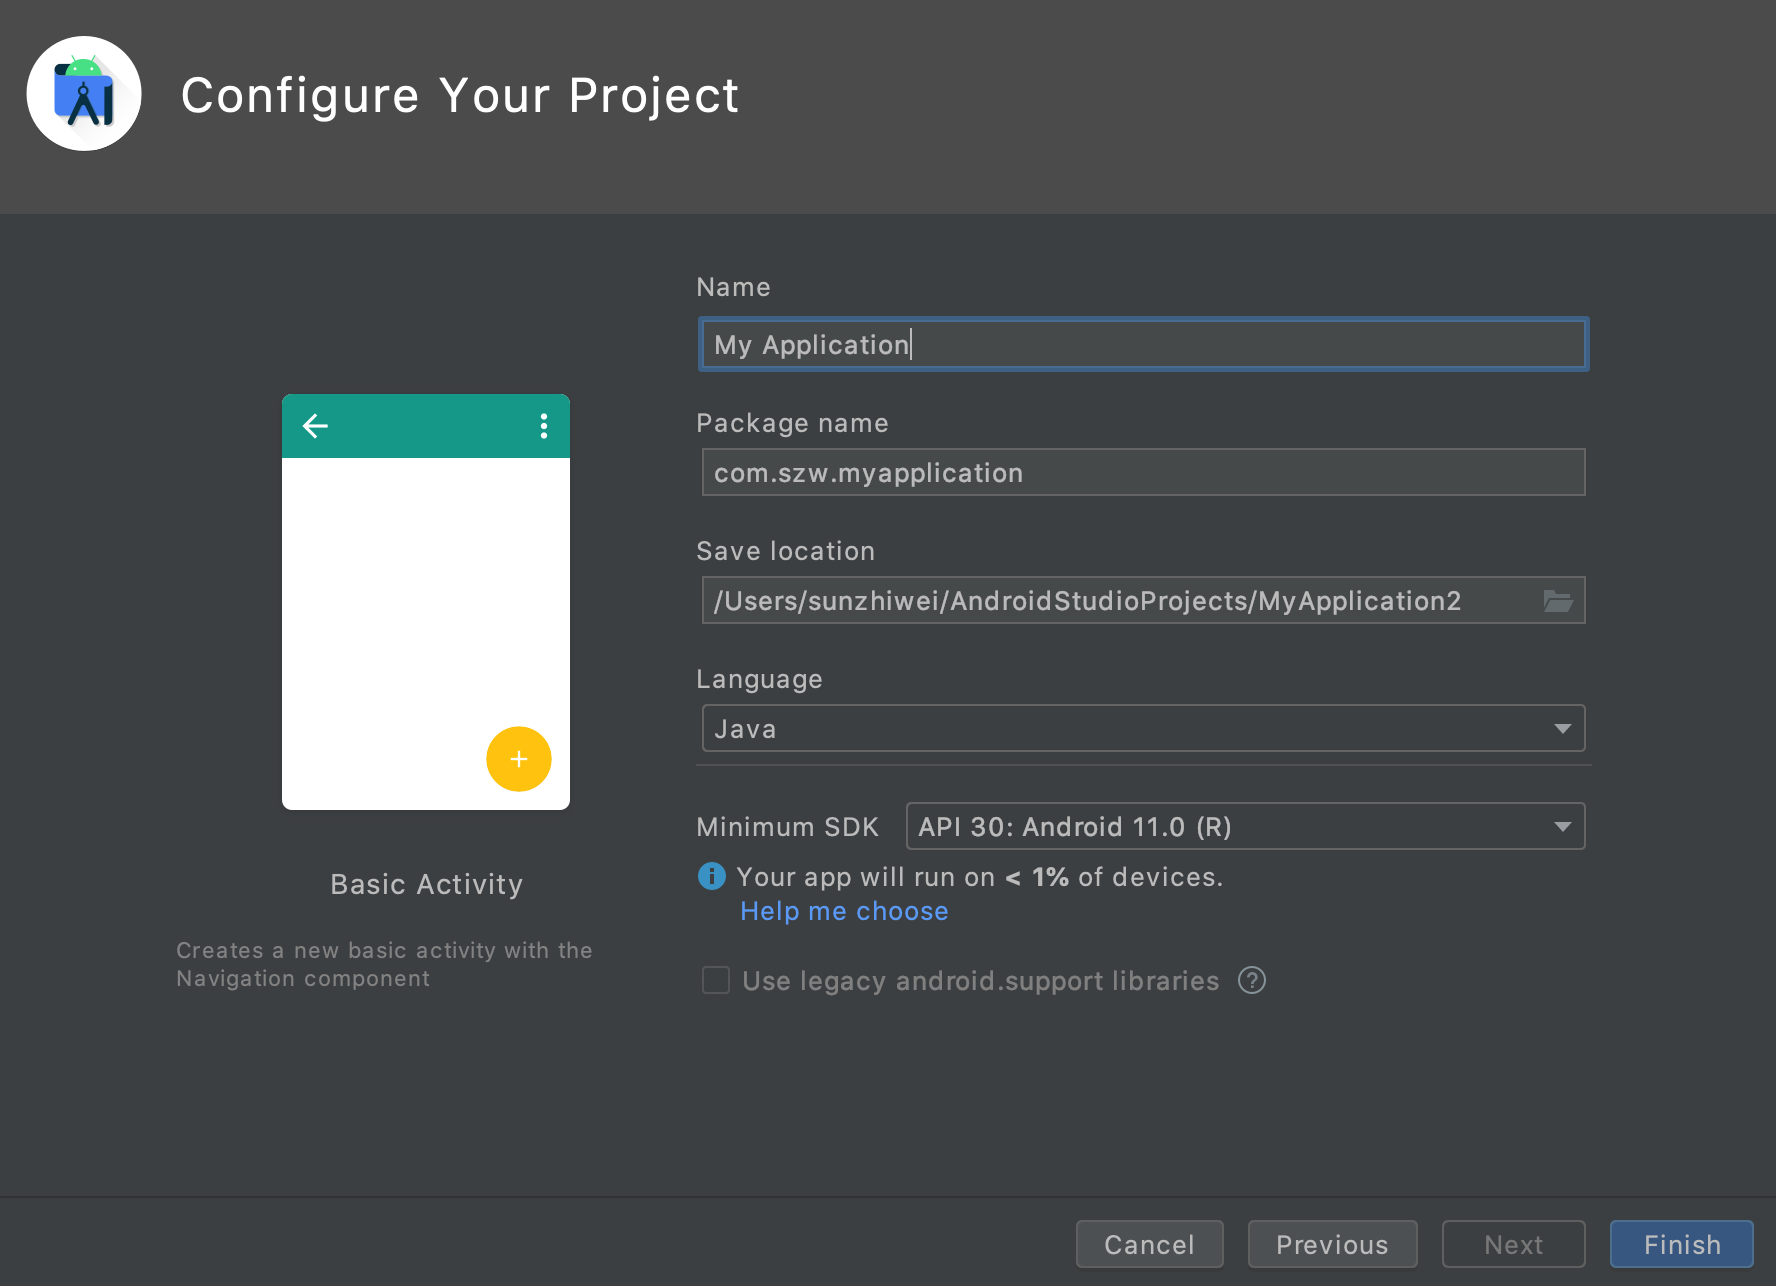 Configure Your Project
Name
My Application
Package name
com.szw.myapplication
Save location
/Users/sunzhiwei/AndroidStudioProjects/MyApplication2
Language
Java
Minimum SDK API 30: Android 11.0 (R)
Your app will run on < 1% of devices.
Help me choose
Use legacy android.support libraries ?
Basic Activity
Creates a new basic activity with the
Navigation component
Cancel Previous Next Finish